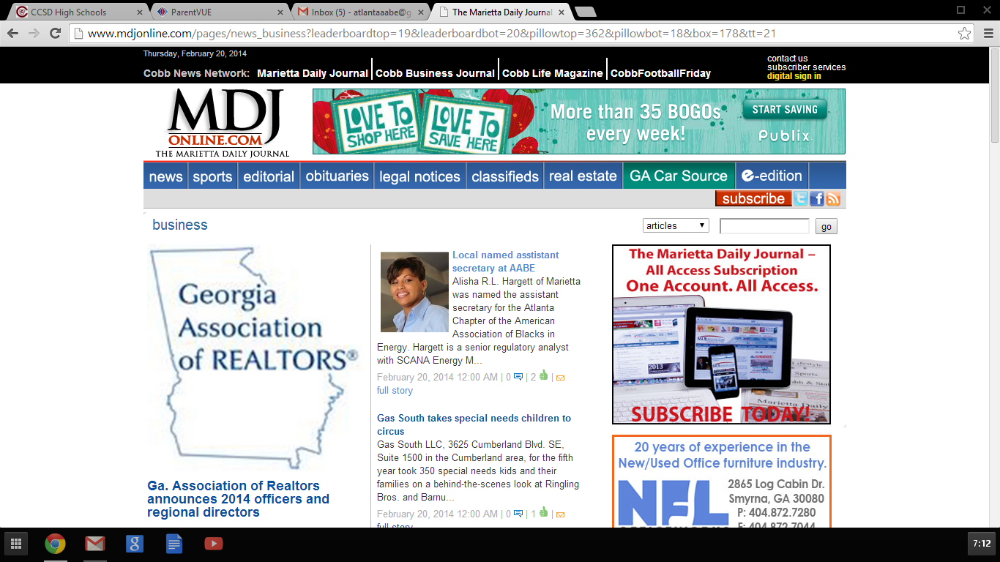 CCSD High Schools
ParentVUE
Inbox (5) - atlantaaabe@g
The Marietta Daily Journal
www.mdjonline.com/pages/news_business?leaderboardtop=19&leaderboardbot=20&pillowtop=362&pillowbot=18&box=178&tt=21
Thursday, February 20, 2014
Cobb News Network: Marietta Daily Journal Cobb Business Journal Cobb Life Magazine CobbFootballFriday
contact us
subscriber services
digital sign in
MDJ
ONLINE.COM
THE MARIETTA DAILY JOURNAL
LOVE TO
SHOP HERE
LOVE TO
SAVE HERE
More than 35 BOGOs
every week!
START SAVING
Publix
news sports editorial obituaries legal notices classifieds real estate GA Car Source e-edition
subscribe
business
articles
go
Georgia
Association
of REALTORS®
Ga. Association of Realtors
announces 2014 officers and
regional directors
Local named asstistant
secretary at AABE
Alisha R.L. Hargett of Marietta
was named the assistant
secretary for the Atlanta
Chapter of the American
Association of Blacks in
Energy. Hargett is a senior regulatory analyst
with SCANA Energy M...
February 20, 2014 12:00 AM | 0 | 2 |
full story
Gas South takes special needs children to
circus
Gas South LLC, 3625 Cumberland Blvd. SE,
Suite 1500 in the Cumberland area, for the fifth
year took 350 special needs kids and their
families on a behind-the-scenes look at Ringling
Bros. and Barnu...
February 20, 2014 12:00 AM | 0 | 1 |
full story
The Marietta Daily Journal –
All Access Subscription
One Account. All Access.
Lifestyle
Sports
Marietta Daily
SUBSCRIBE TODAY!
20 years of experience in the
New/Used Office furniture industry.
NFL
2865 Log Cabin Dr.
Smyrna, GA 30080
P: 404.872.7280
F: 404.872.7044
7:12